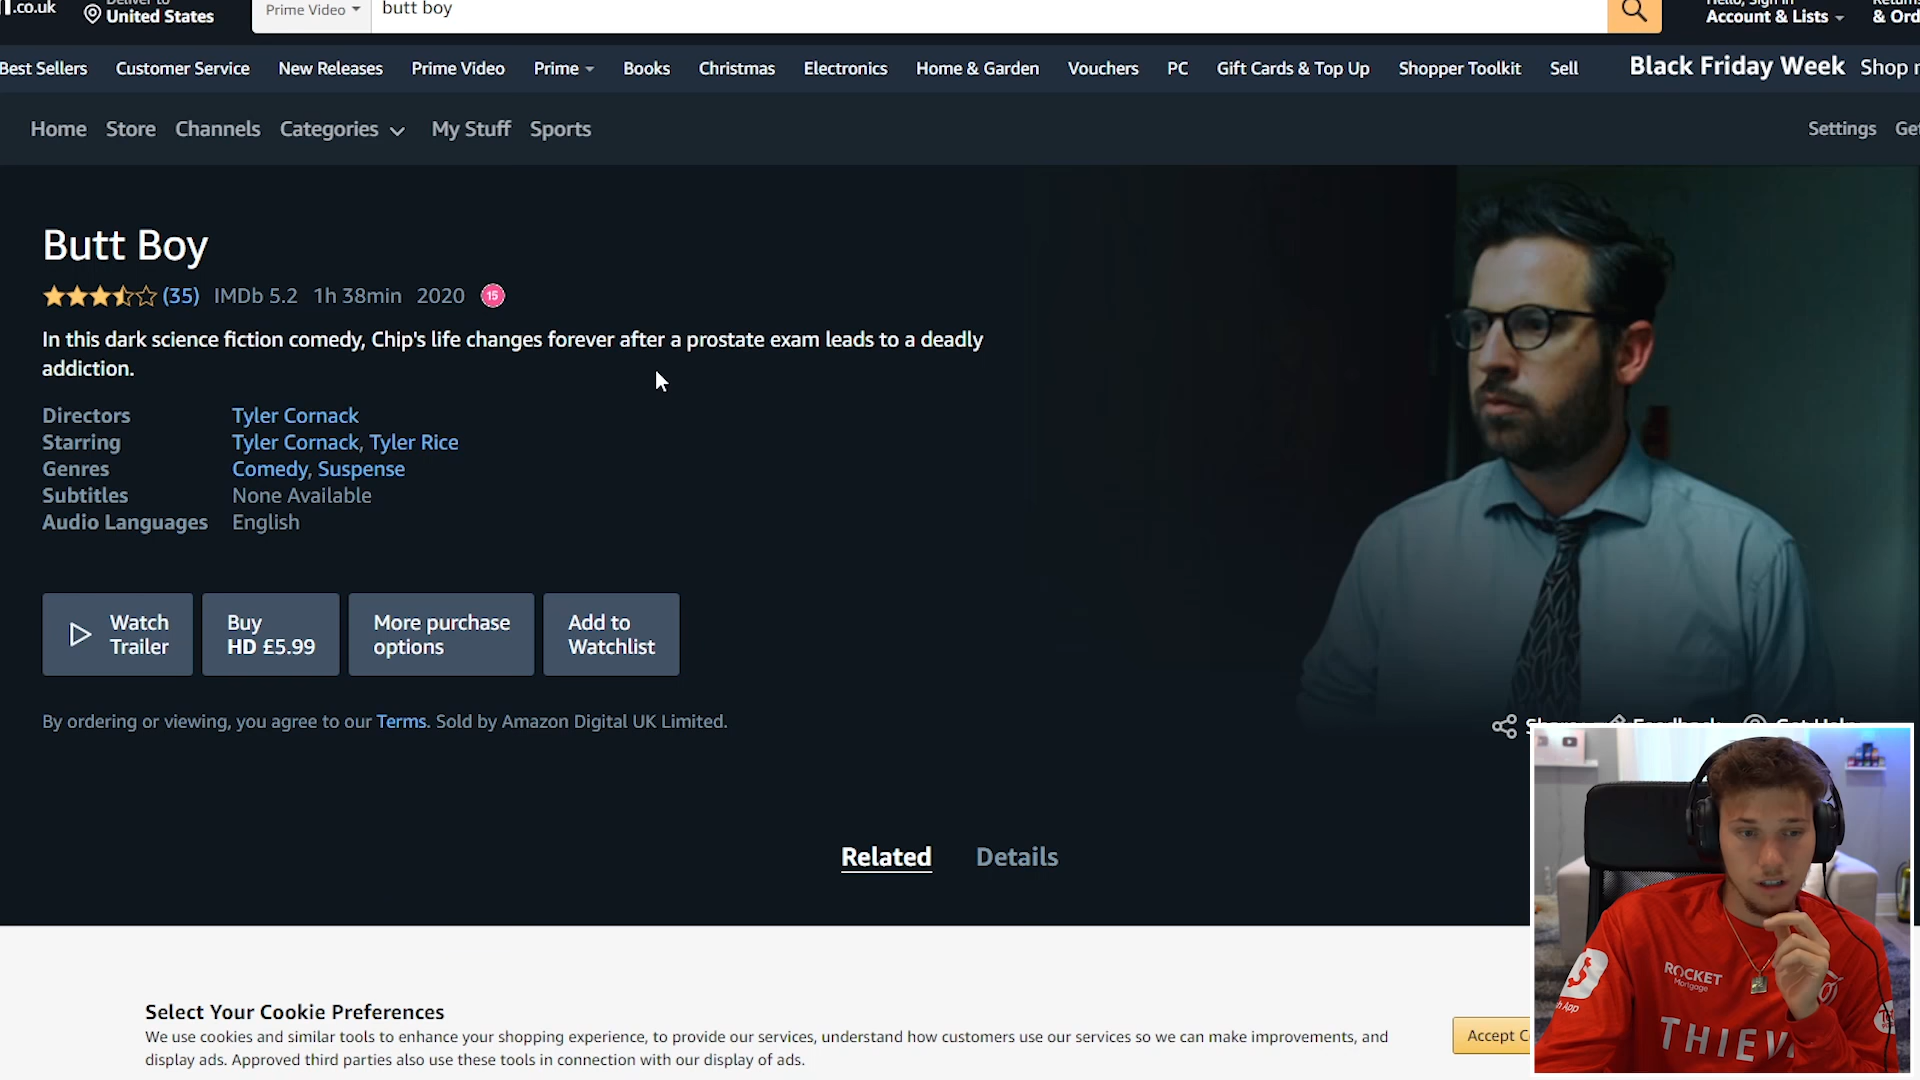 .co.uk
United States
Prime Video
butt boy
Account & Lists
Best Sellers
Customer Service
New Releases
Prime Video
Prime
Books
Christmas
Electronics
Home & Garden
Vouchers
PC
Gift Cards & Top Up
Shopper Toolkit
Sell
Black Friday Week
Shop
Home
Store
Channels
Categories
My Stuff
Sports
Settings
Butt Boy
(35) IMDb 5.2 1h 38min 2020 15
In this dark science fiction comedy, Chip's life changes forever after a prostate exam leads to a deadly
addiction.
Directors Tyler Cornack
Starring Tyler Cornack, Tyler Rice
Genres Comedy, Suspense
Subtitles None Available
Audio Languages English
Watch
Trailer
Buy
HD £5.99
More purchase
options
Add to
Watchlist
By ordering or viewing, you agree to our Terms. Sold by Amazon Digital UK Limited.
Related
Details
Select Your Cookie Preferences
We use cookies and similar tools to enhance your shopping experience, to provide our services, understand how customers use our services so we can make improvements, and
display ads. Approved third parties also use these tools in connection with our display of ads.
Accept
ROCKET
Mortgage
App
THIEV